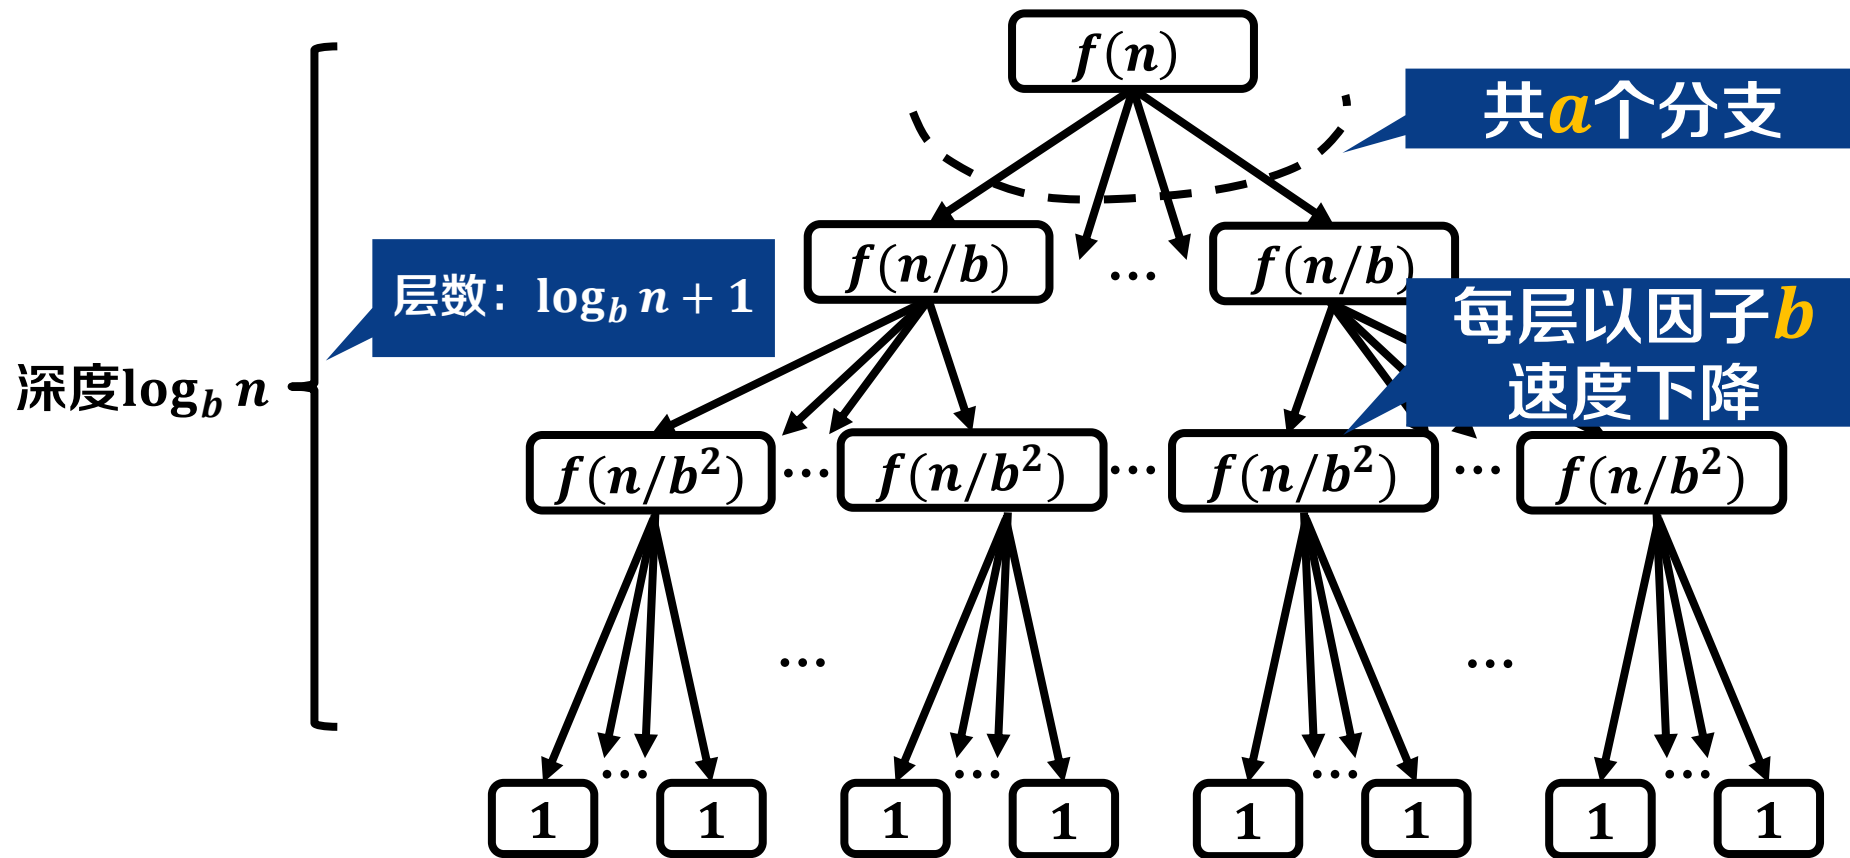 f(n)
共a个分支
f(n/b)
…
f(n/b)
层数：log_b n + 1
每层以因子b
速度下降
深度log_b n
f(n/b²)
…
f(n/b²)
…
f(n/b²)
…
f(n/b²)
…
…
1
…
1
1
…
1
1
…
1
1
…
1